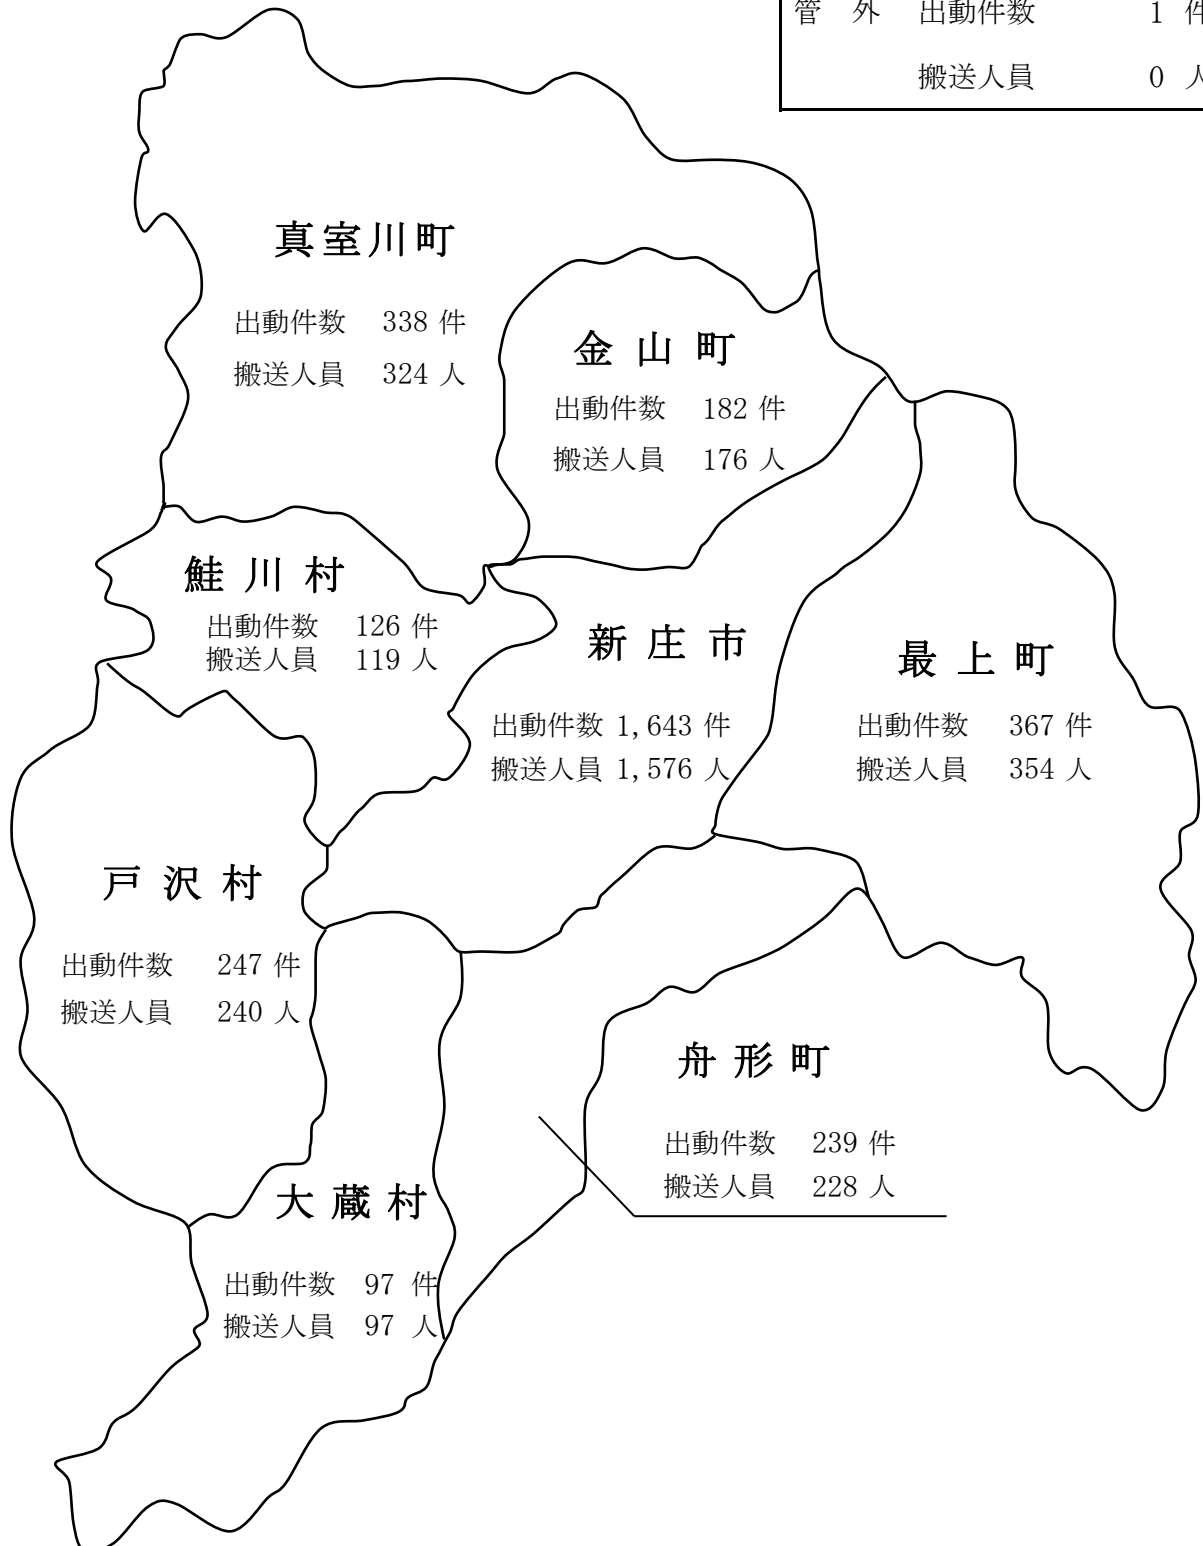 管　外　出動件数　1 件
搬送人員　0 人
真室川町
出動件数　338 件
搬送人員　324 人
金 山 町
出動件数　182 件
搬送人員　176 人
鮭 川 村
出動件数　126 件
搬送人員　119 人
新 庄 市
出動件数 1,643 件
搬送人員 1,576 人
最 上 町
出動件数　367 件
搬送人員　354 人
戸 沢 村
出動件数　247 件
搬送人員　240 人
舟 形 町
出動件数　239 件
搬送人員　228 人
大 蔵 村
出動件数　97 件
搬送人員　97 人